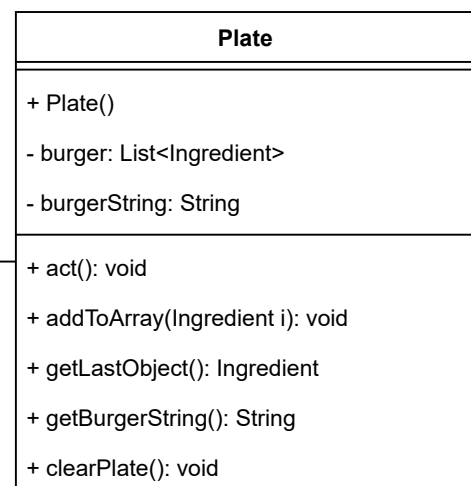 Plate
+ Plate()
- burger: List<Ingredient>
- burgerString: String
+ act(): void
+ addToArray(Ingredient i): void
+ getLastObject(): Ingredient
+ getBurgerString(): String
+ clearPlate(): void